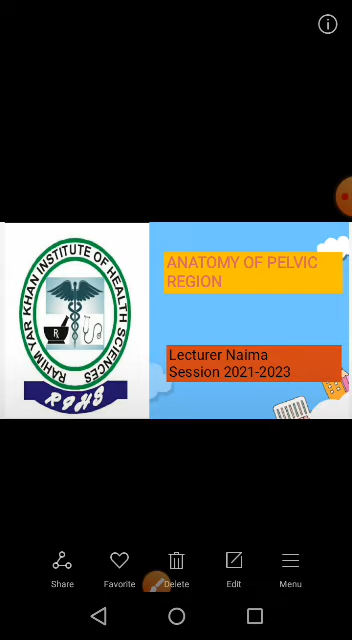 RAHIM YAR KHAN INSTITUTE OF HEALTH SCIENCES
R
RIHS
ANATOMY OF PELVIC
REGION
Lecturer Naima
Session 2021-2023
Share
Favorite
Delete
Edit
Menu